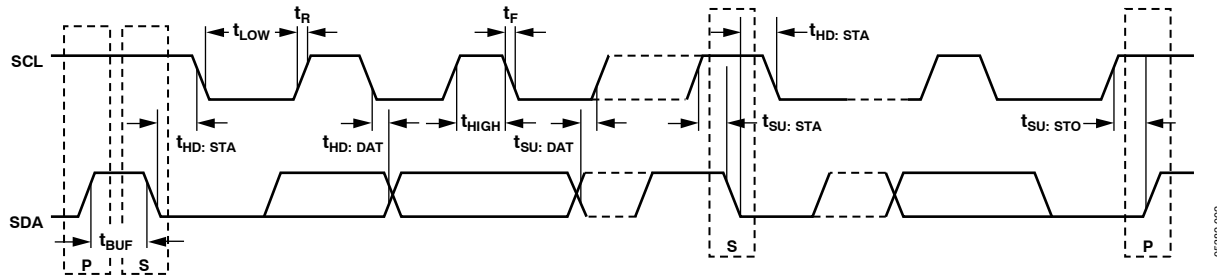 tR
tF
tLOW
tHD: STA
SCL
tHD: STA
tHD: DAT
tHIGH
tSU: DAT
tSU: STA
tSU: STO
SDA
tBUF
P
S
S
P